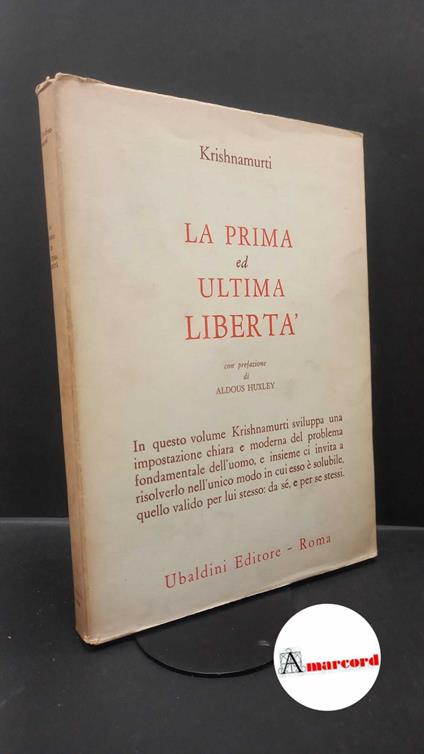 Krishnamurti
LA PRIMA
ed
ULTIMA
LIBERTA'
con prefazione
di
ALDOUS HUXLEY
In questo volume Krishnamurti sviluppa una
impostazione chiara e moderna del problema
fondamentale dell'uomo, e insieme ci invita a
risolverlo nell'unico modo in cui esso è solubile,
quello valido per lui stesso: da sé, e per se stessi.
Ubaldini Editore - Roma
Amarcord